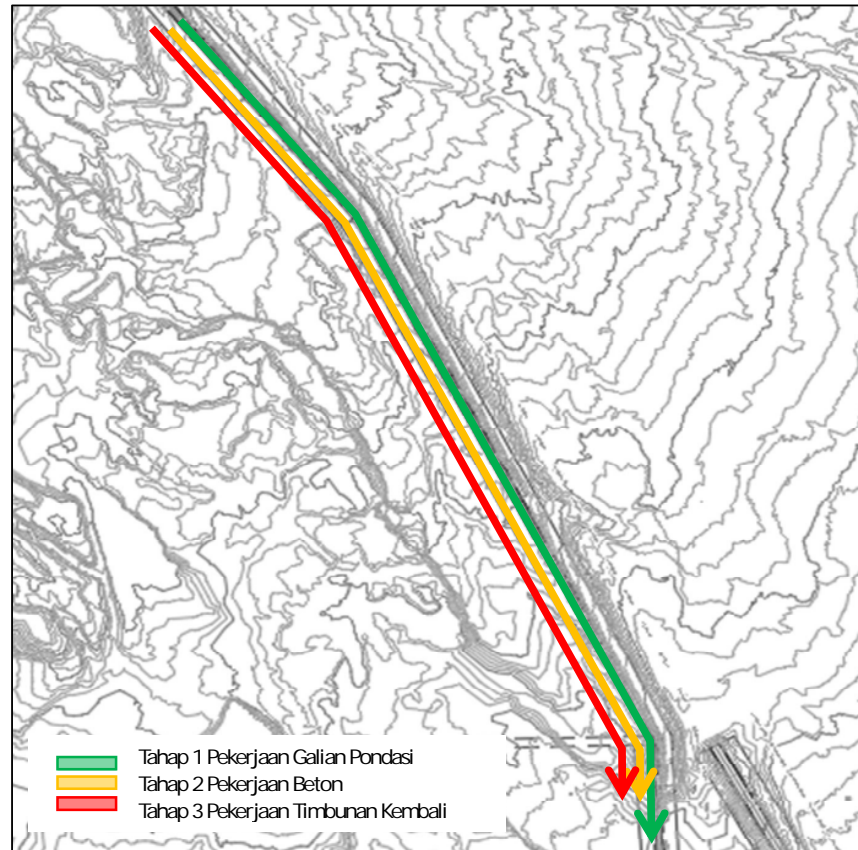 Tahap 1 Pekerjaan Galian Pondasi
Tahap 2 Pekerjaan Beton
Tahap 3 Pekerjaan Timbunan Kembali